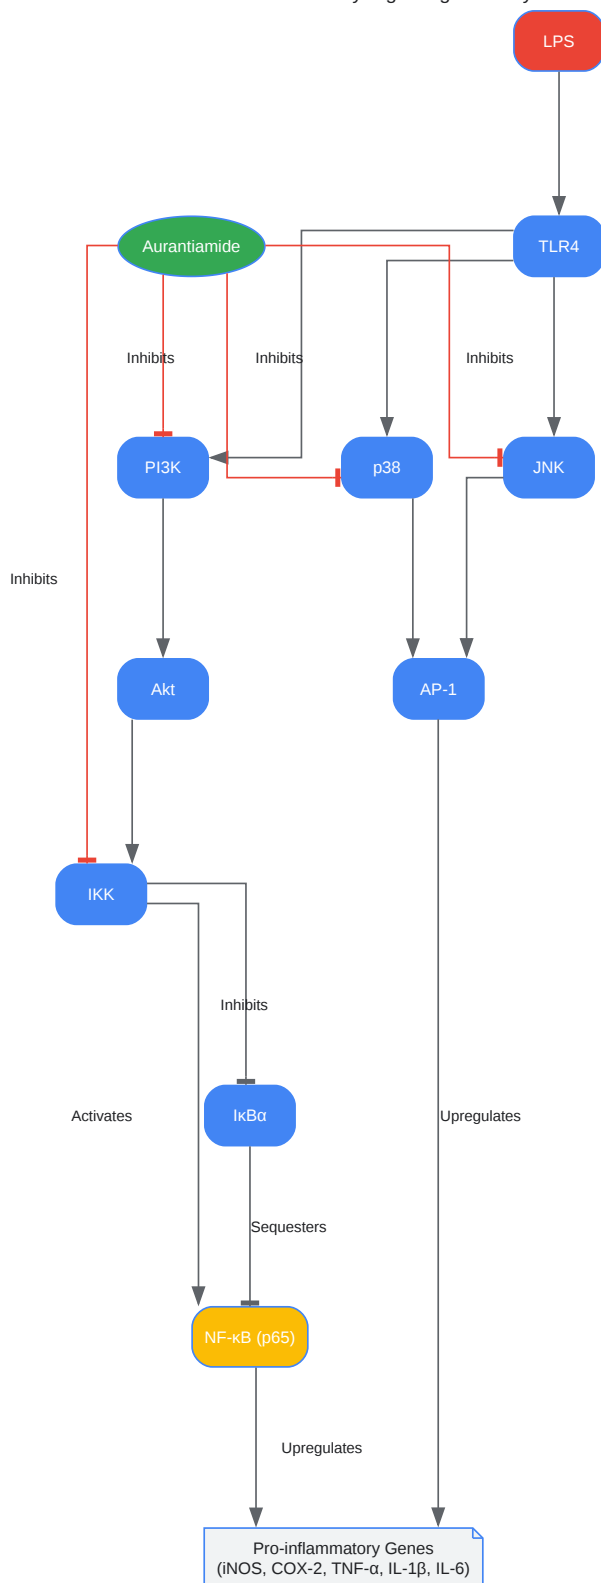 LPS
Aurantiamide
TLR4
Inhibits
Inhibits
Inhibits
PI3K
p38
JNK
Inhibits
Akt
AP-1
IKK
Inhibits
Activates
IκBα
Upregulates
Sequesters
NF-κB (p65)
Upregulates
Pro-inflammatory Genes
(iNOS, COX-2, TNF-α, IL-1β, IL-6)